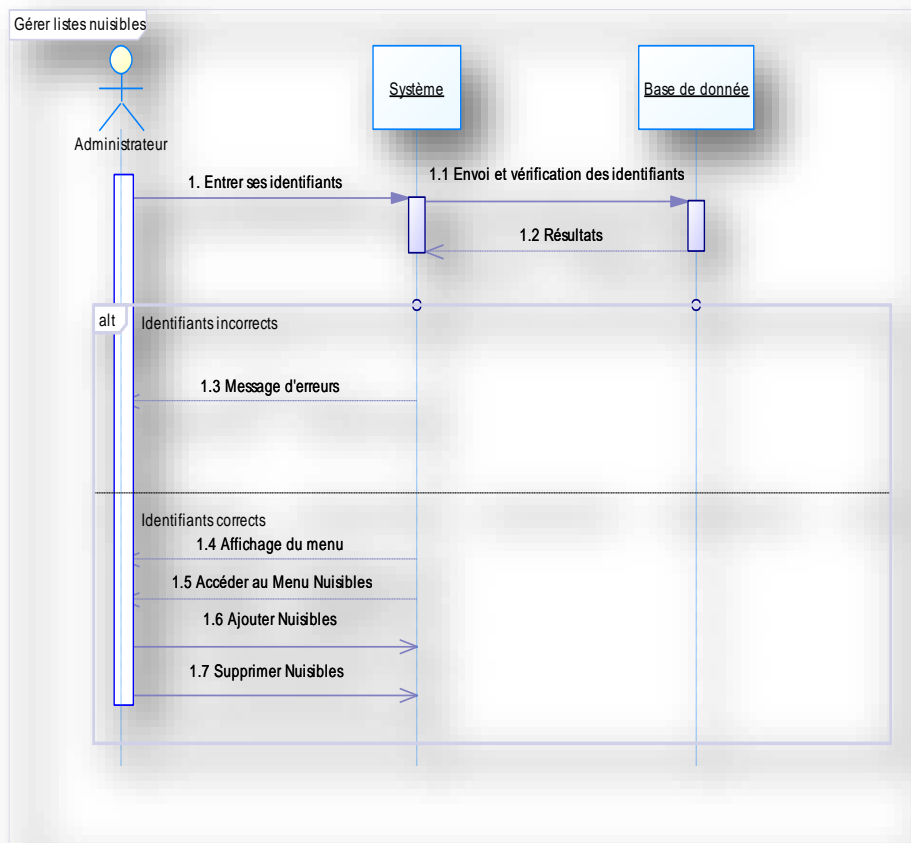 Gérer listes nuisibles
Système
Base de donnée
Administrateur
1. Entrer ses identifiants
1.1 Envoi et vérification des identifiants
1.2 Résultats
alt
Identifiants incorrects
1.3 Message d'erreurs
Identifiants corrects
1.4 Affichage du menu
1.5 Accéder au Menu Nuisibles
1.6 Ajouter Nuisibles
1.7 Supprimer Nuisibles